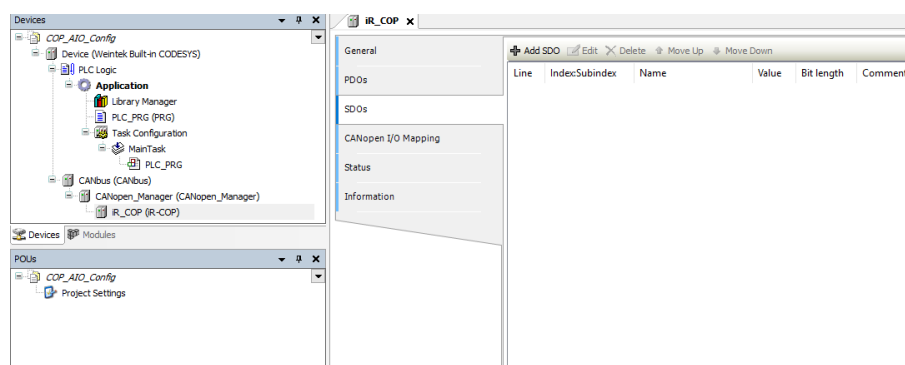 Devices
COP_AIO_Config
Device (Weintek Built-in CODESYS)
PLC Logic
Application
Library Manager
PLC_PRG (PRG)
Task Configuration
MainTask
PLC_PRG
CANbus (CANbus)
CANopen_Manager (CANopen_Manager)
iR_COP (iR-COP)
Devices Modules
POUs
COP_AIO_Config
Project Settings
iR_COP
General
PDOs
SDOs
CANopen I/O Mapping
Status
Information
Add SDO Edit Delete Move Up Move Down
Line Index:Subindex Name Value Bit length Comment